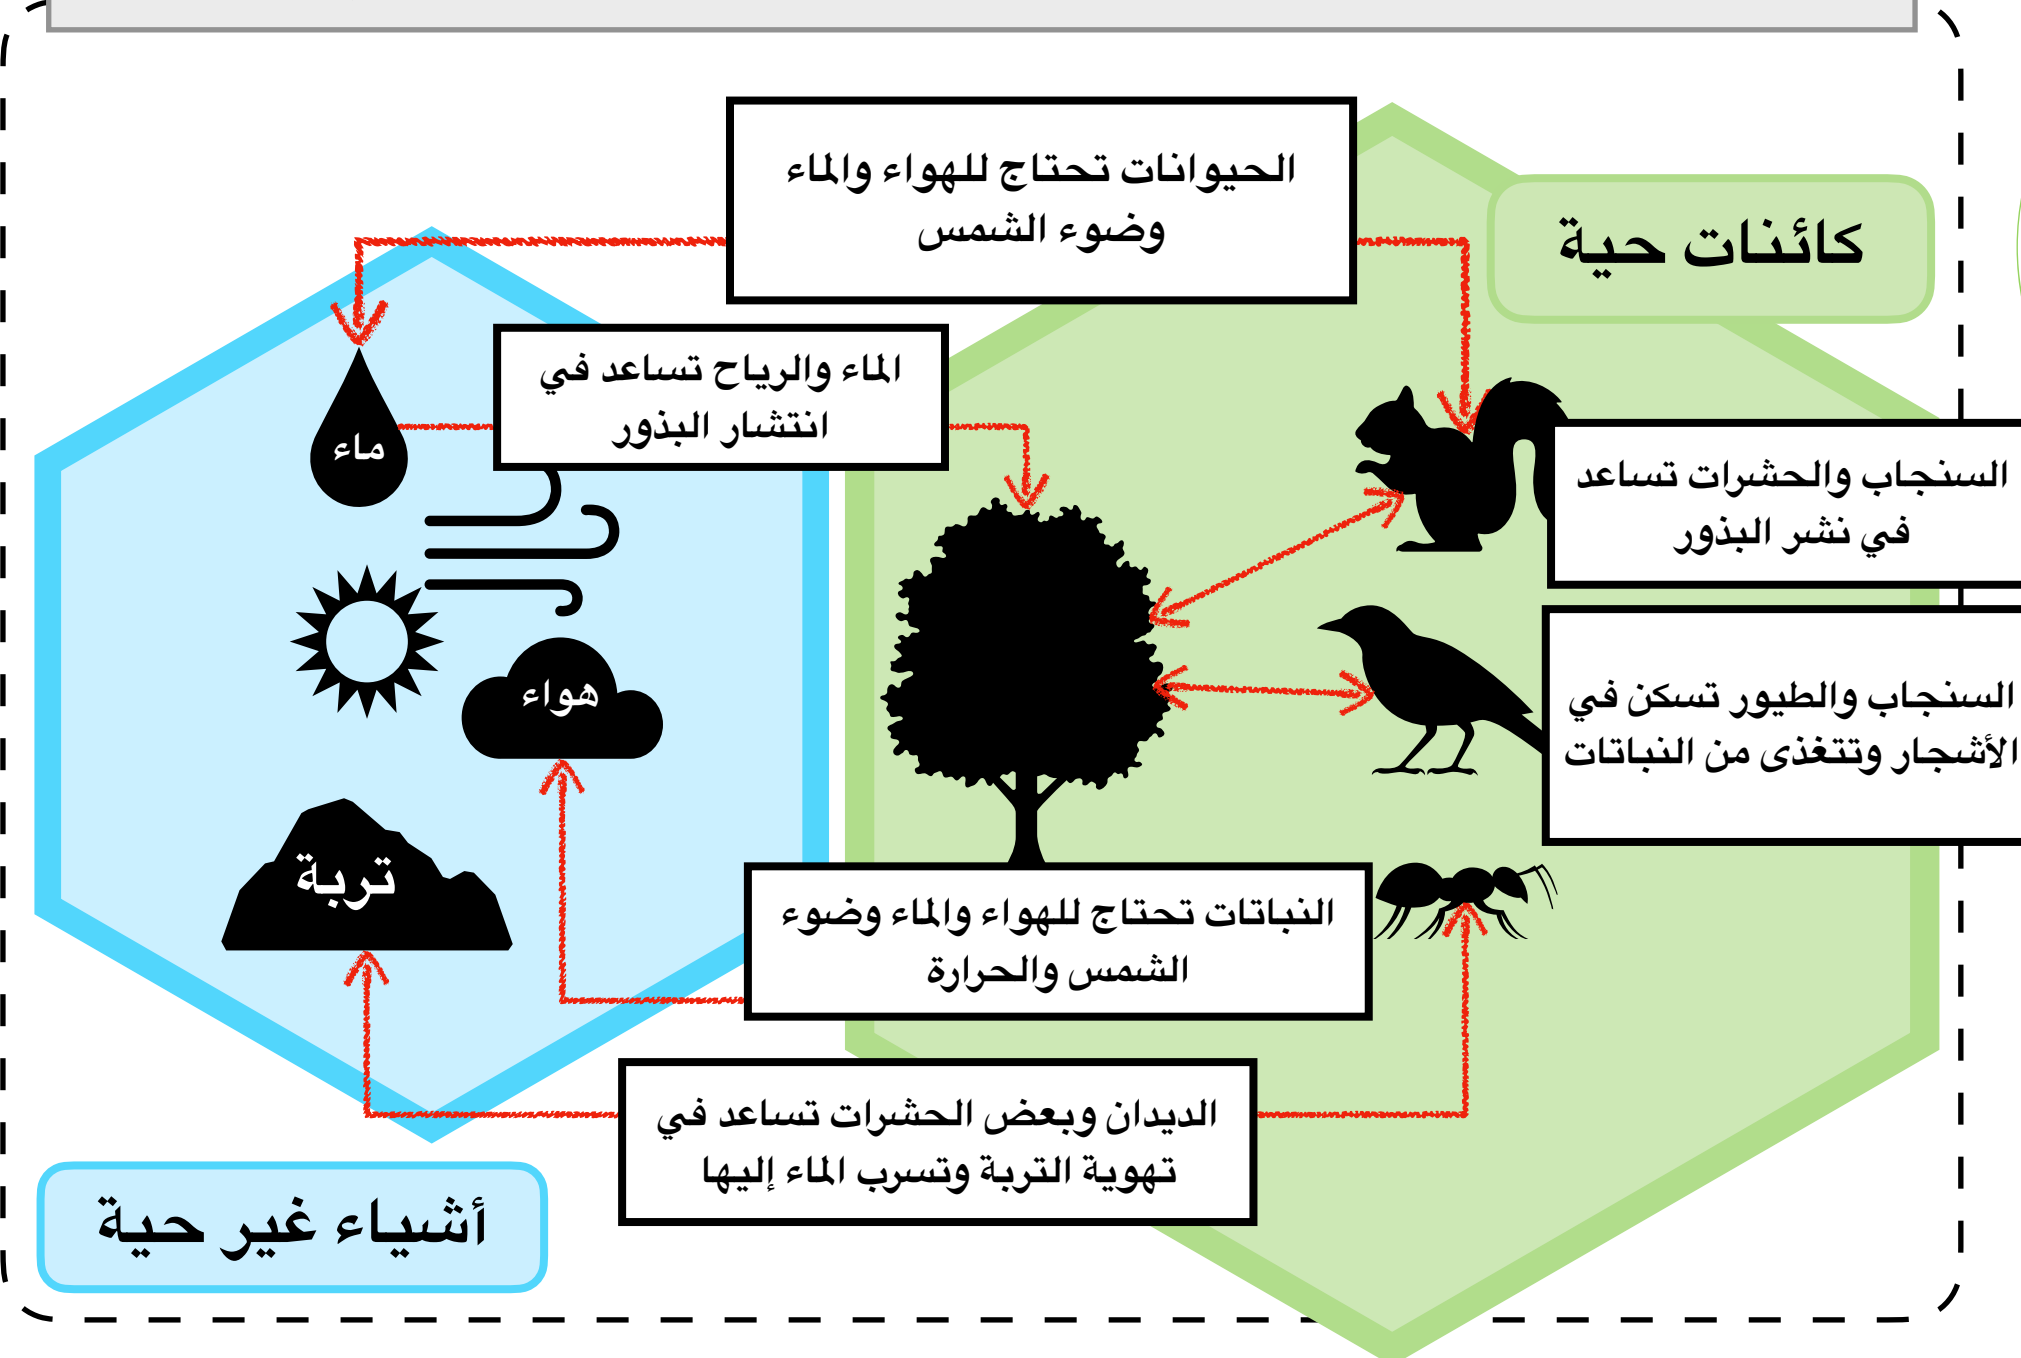 الحيوانات تحتاج للهواء والماء
وضوء الشمس
كائنات حية
الماء والرياح تساعد في
انتشار البذور
ماء
السنجاب والحشرات تساعد
في نشر البذور
هواء
السنجاب والطيور تسكن في
الأشجار وتتغذى من النباتات
تربة
النباتات تحتاج للهواء والماء وضوء
الشمس والحرارة
الديدان وبعض الحشرات تساعد في
تهوية التربة وتسرب الماء إليها
أشياء غير حية